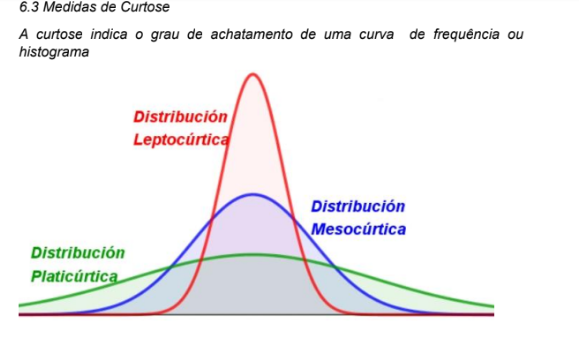 6.3 Medidas de Curtose
A curtose indica o grau de achatamento de uma curva de frequência ou
histograma
Distribución
Leptocúrtica
Distribución
Mesocúrtica
Distribución
Platicúrtica